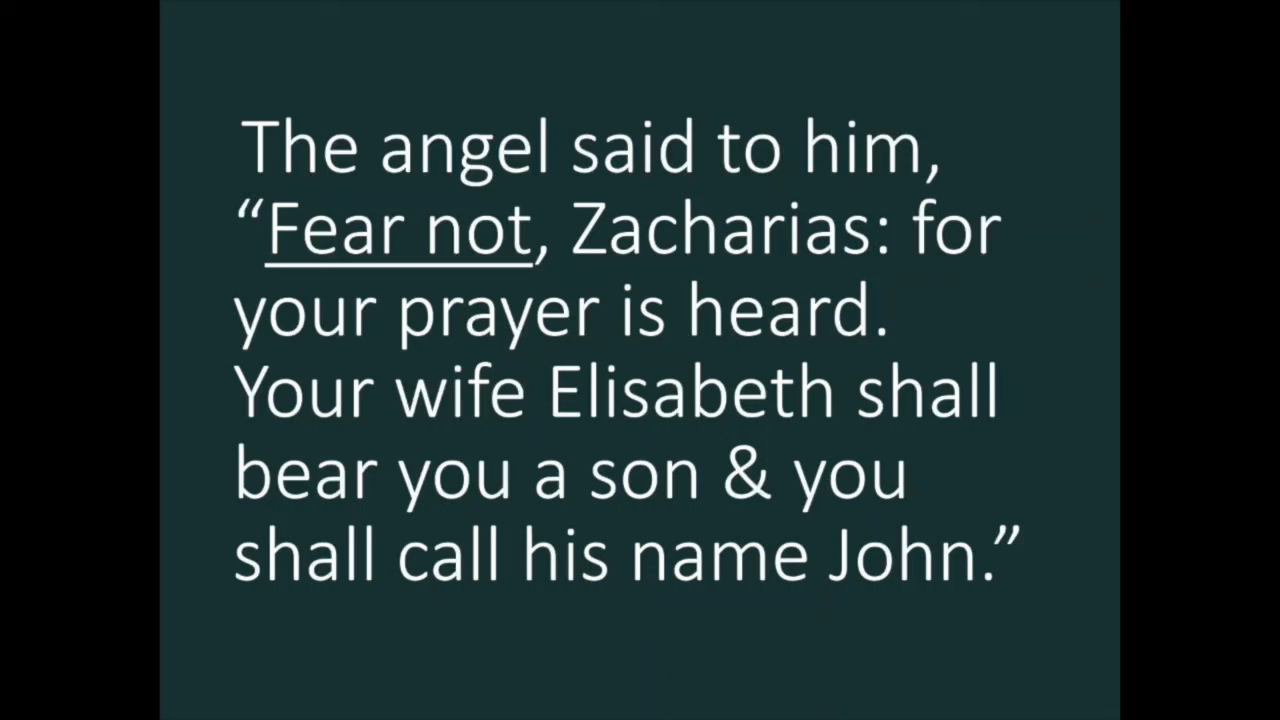 The angel said to him,
“Fear not, Zacharias: for
your prayer is heard.
Your wife Elisabeth shall
bear you a son & you
shall call his name John.”